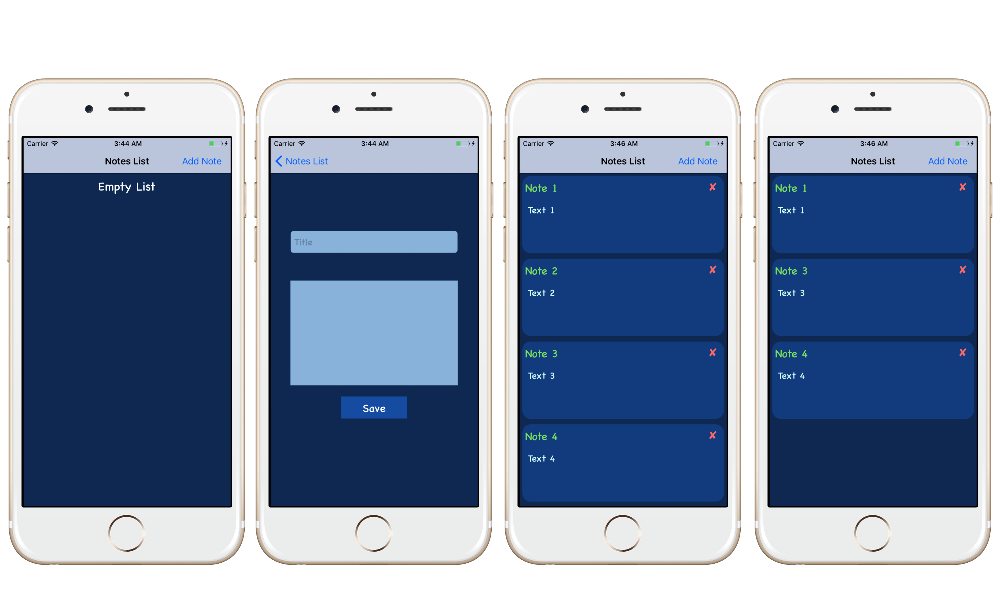 Carrier 3:44 AM
Notes List Add Note
Empty List
Carrier 3:44 AM
Notes List
Title
Save
Carrier 3:46 AM
Notes List Add Note
Note 1 ✘
Text 1
Note 2 ✘
Text 2
Note 3 ✘
Text 3
Note 4 ✘
Text 4
Carrier 3:46 AM
Notes List Add Note
Note 1 ✘
Text 1
Note 3 ✘
Text 3
Note 4 ✘
Text 4